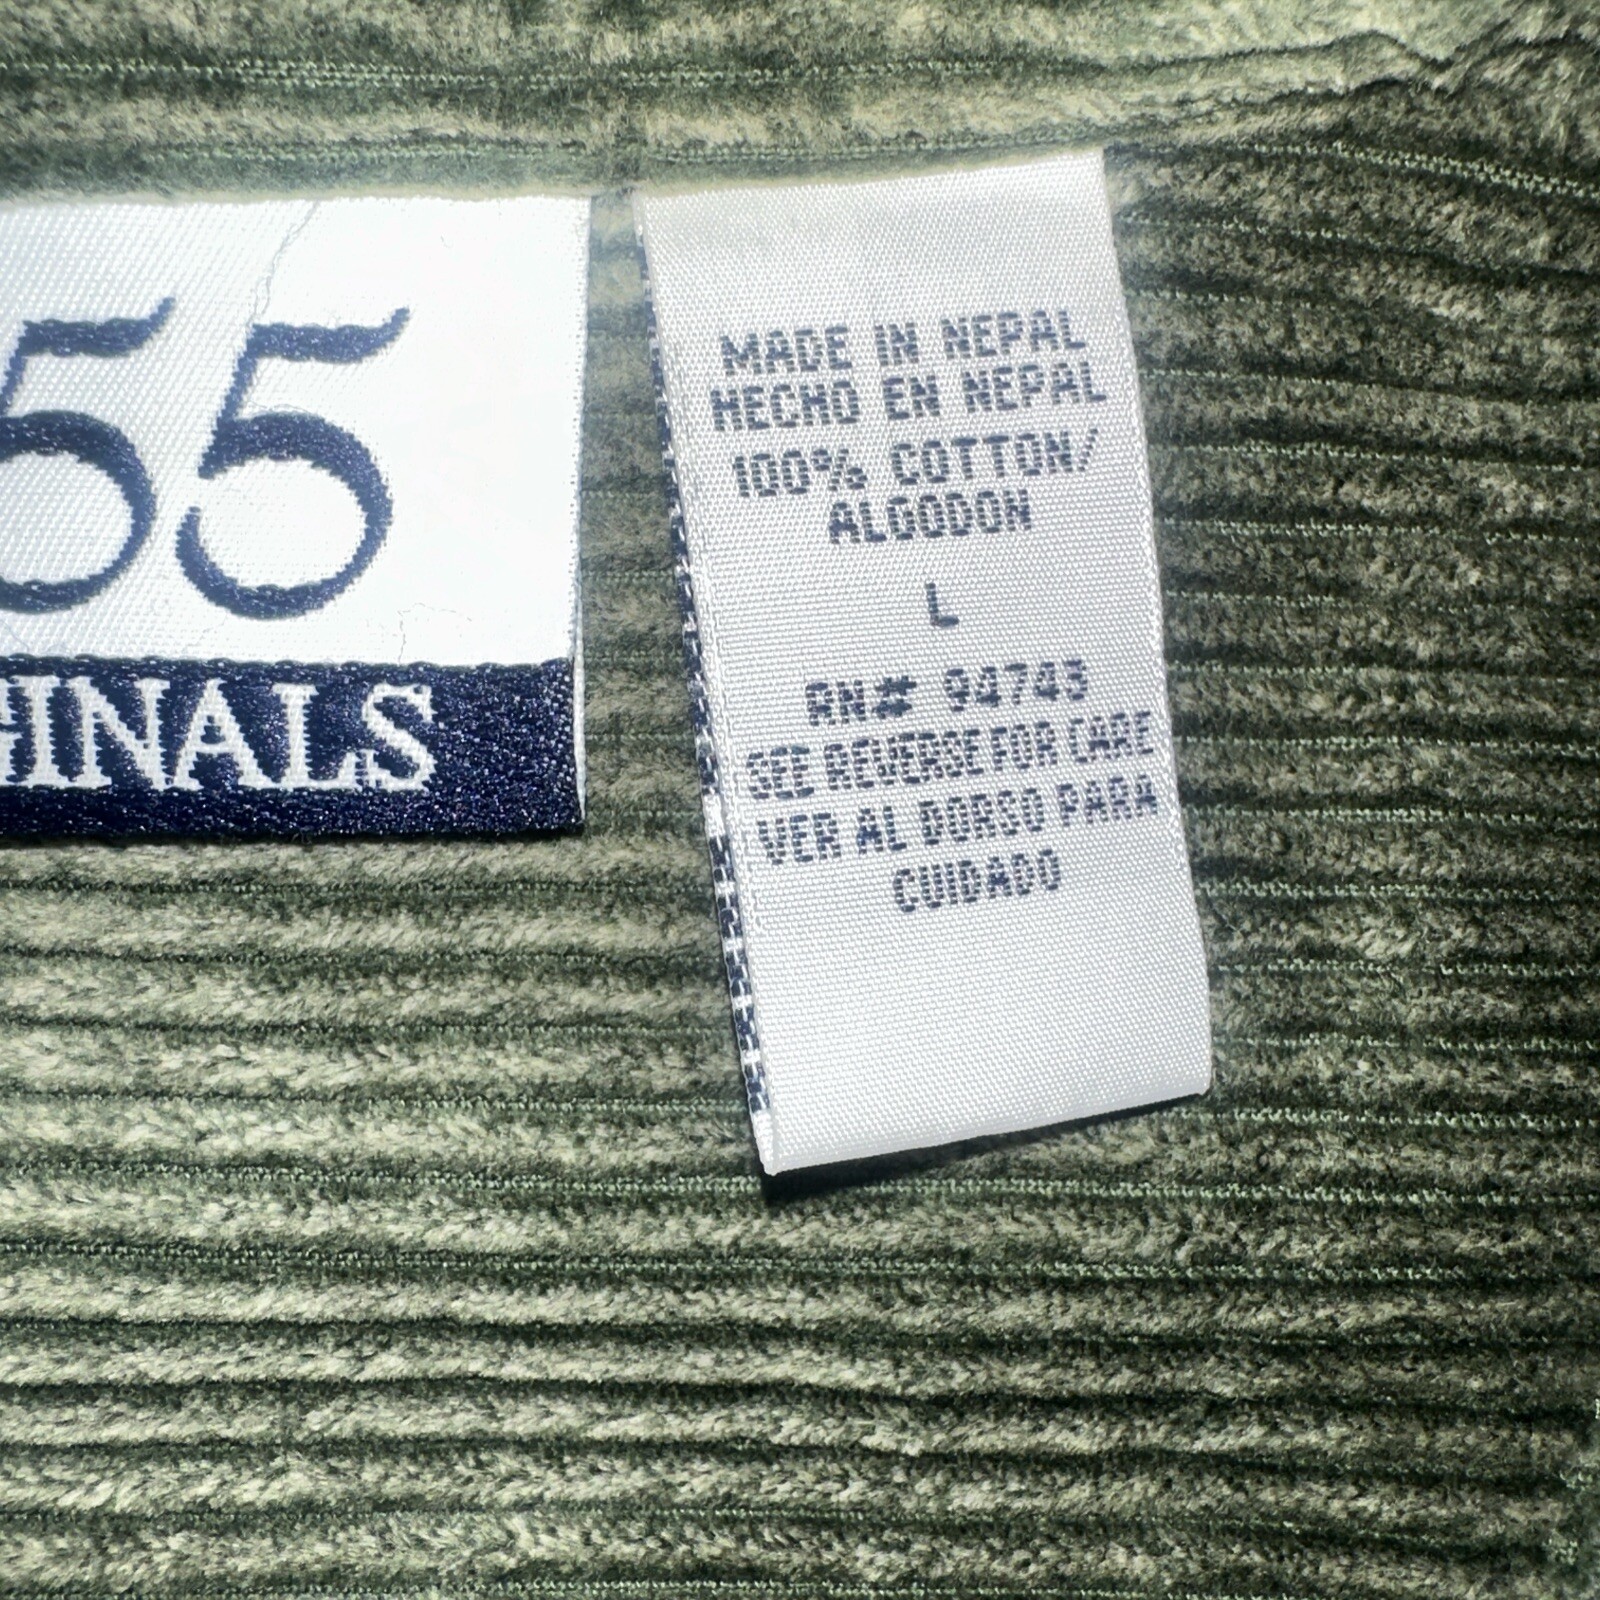 55
GINALS
MADE IN NEPAL
HECHO EN NEPAL
100% COTTON/
ALGODON
L
RN# 94743
SEE REVERSE FOR CARE
VER AL DORSO PARA
CUIDADO